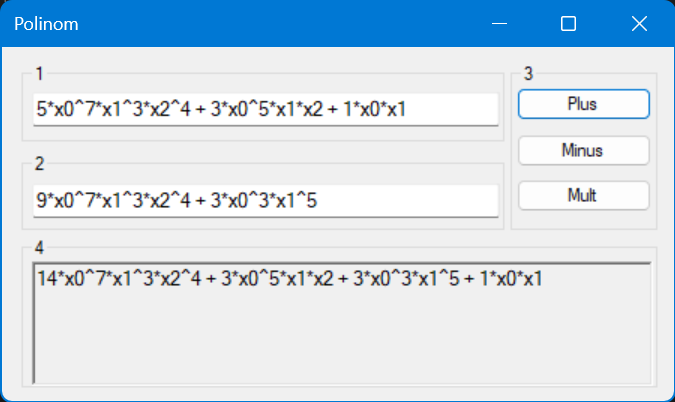 Polinom
1
5*x0^7*x1^3*x2^4 + 3*x0^5*x1*x2 + 1*x0*x1
2
9*x0^7*x1^3*x2^4 + 3*x0^3*x1^5
3
Plus
Minus
Mult
4
14*x0^7*x1^3*x2^4 + 3*x0^5*x1*x2 + 3*x0^3*x1^5 + 1*x0*x1